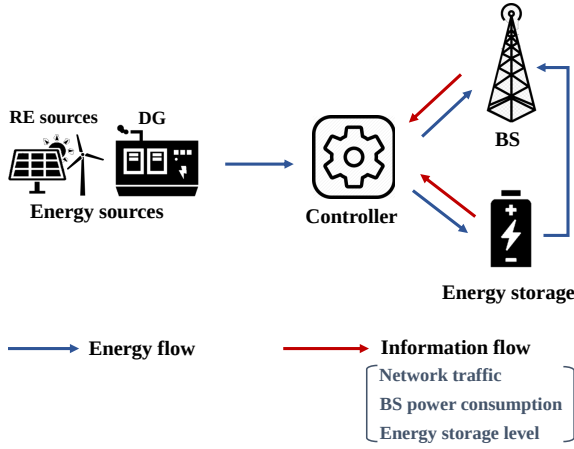 RE sources
DG
Energy sources
Controller
BS
Energy storage
Energy flow
Information flow
Network traffic
BS power consumption
Energy storage level